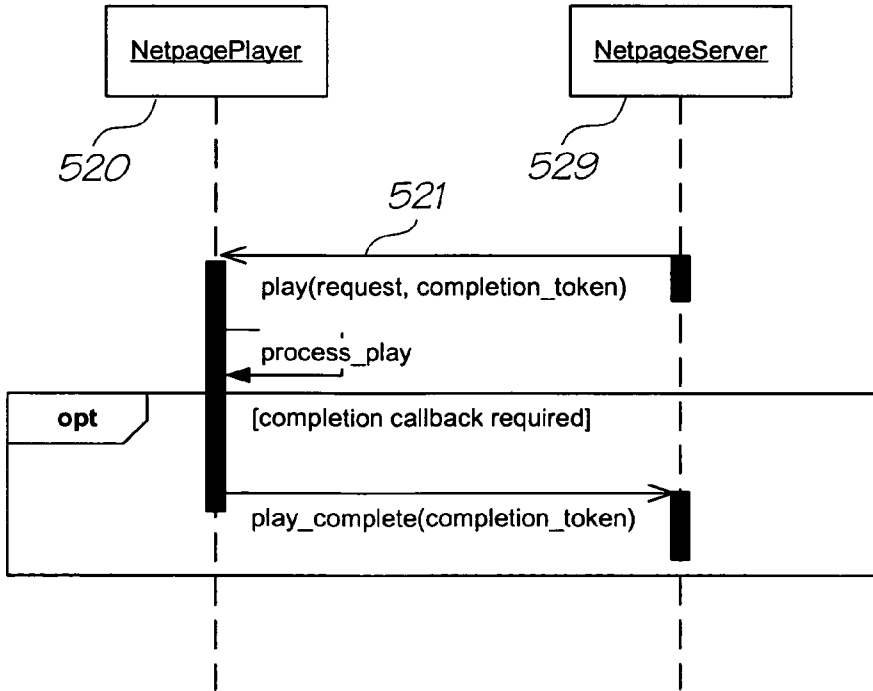 NetpagePlayer
NetpageServer
520
529
521
play(request, completion_token)
process_play
opt
[completion callback required]
play_complete(completion_token)